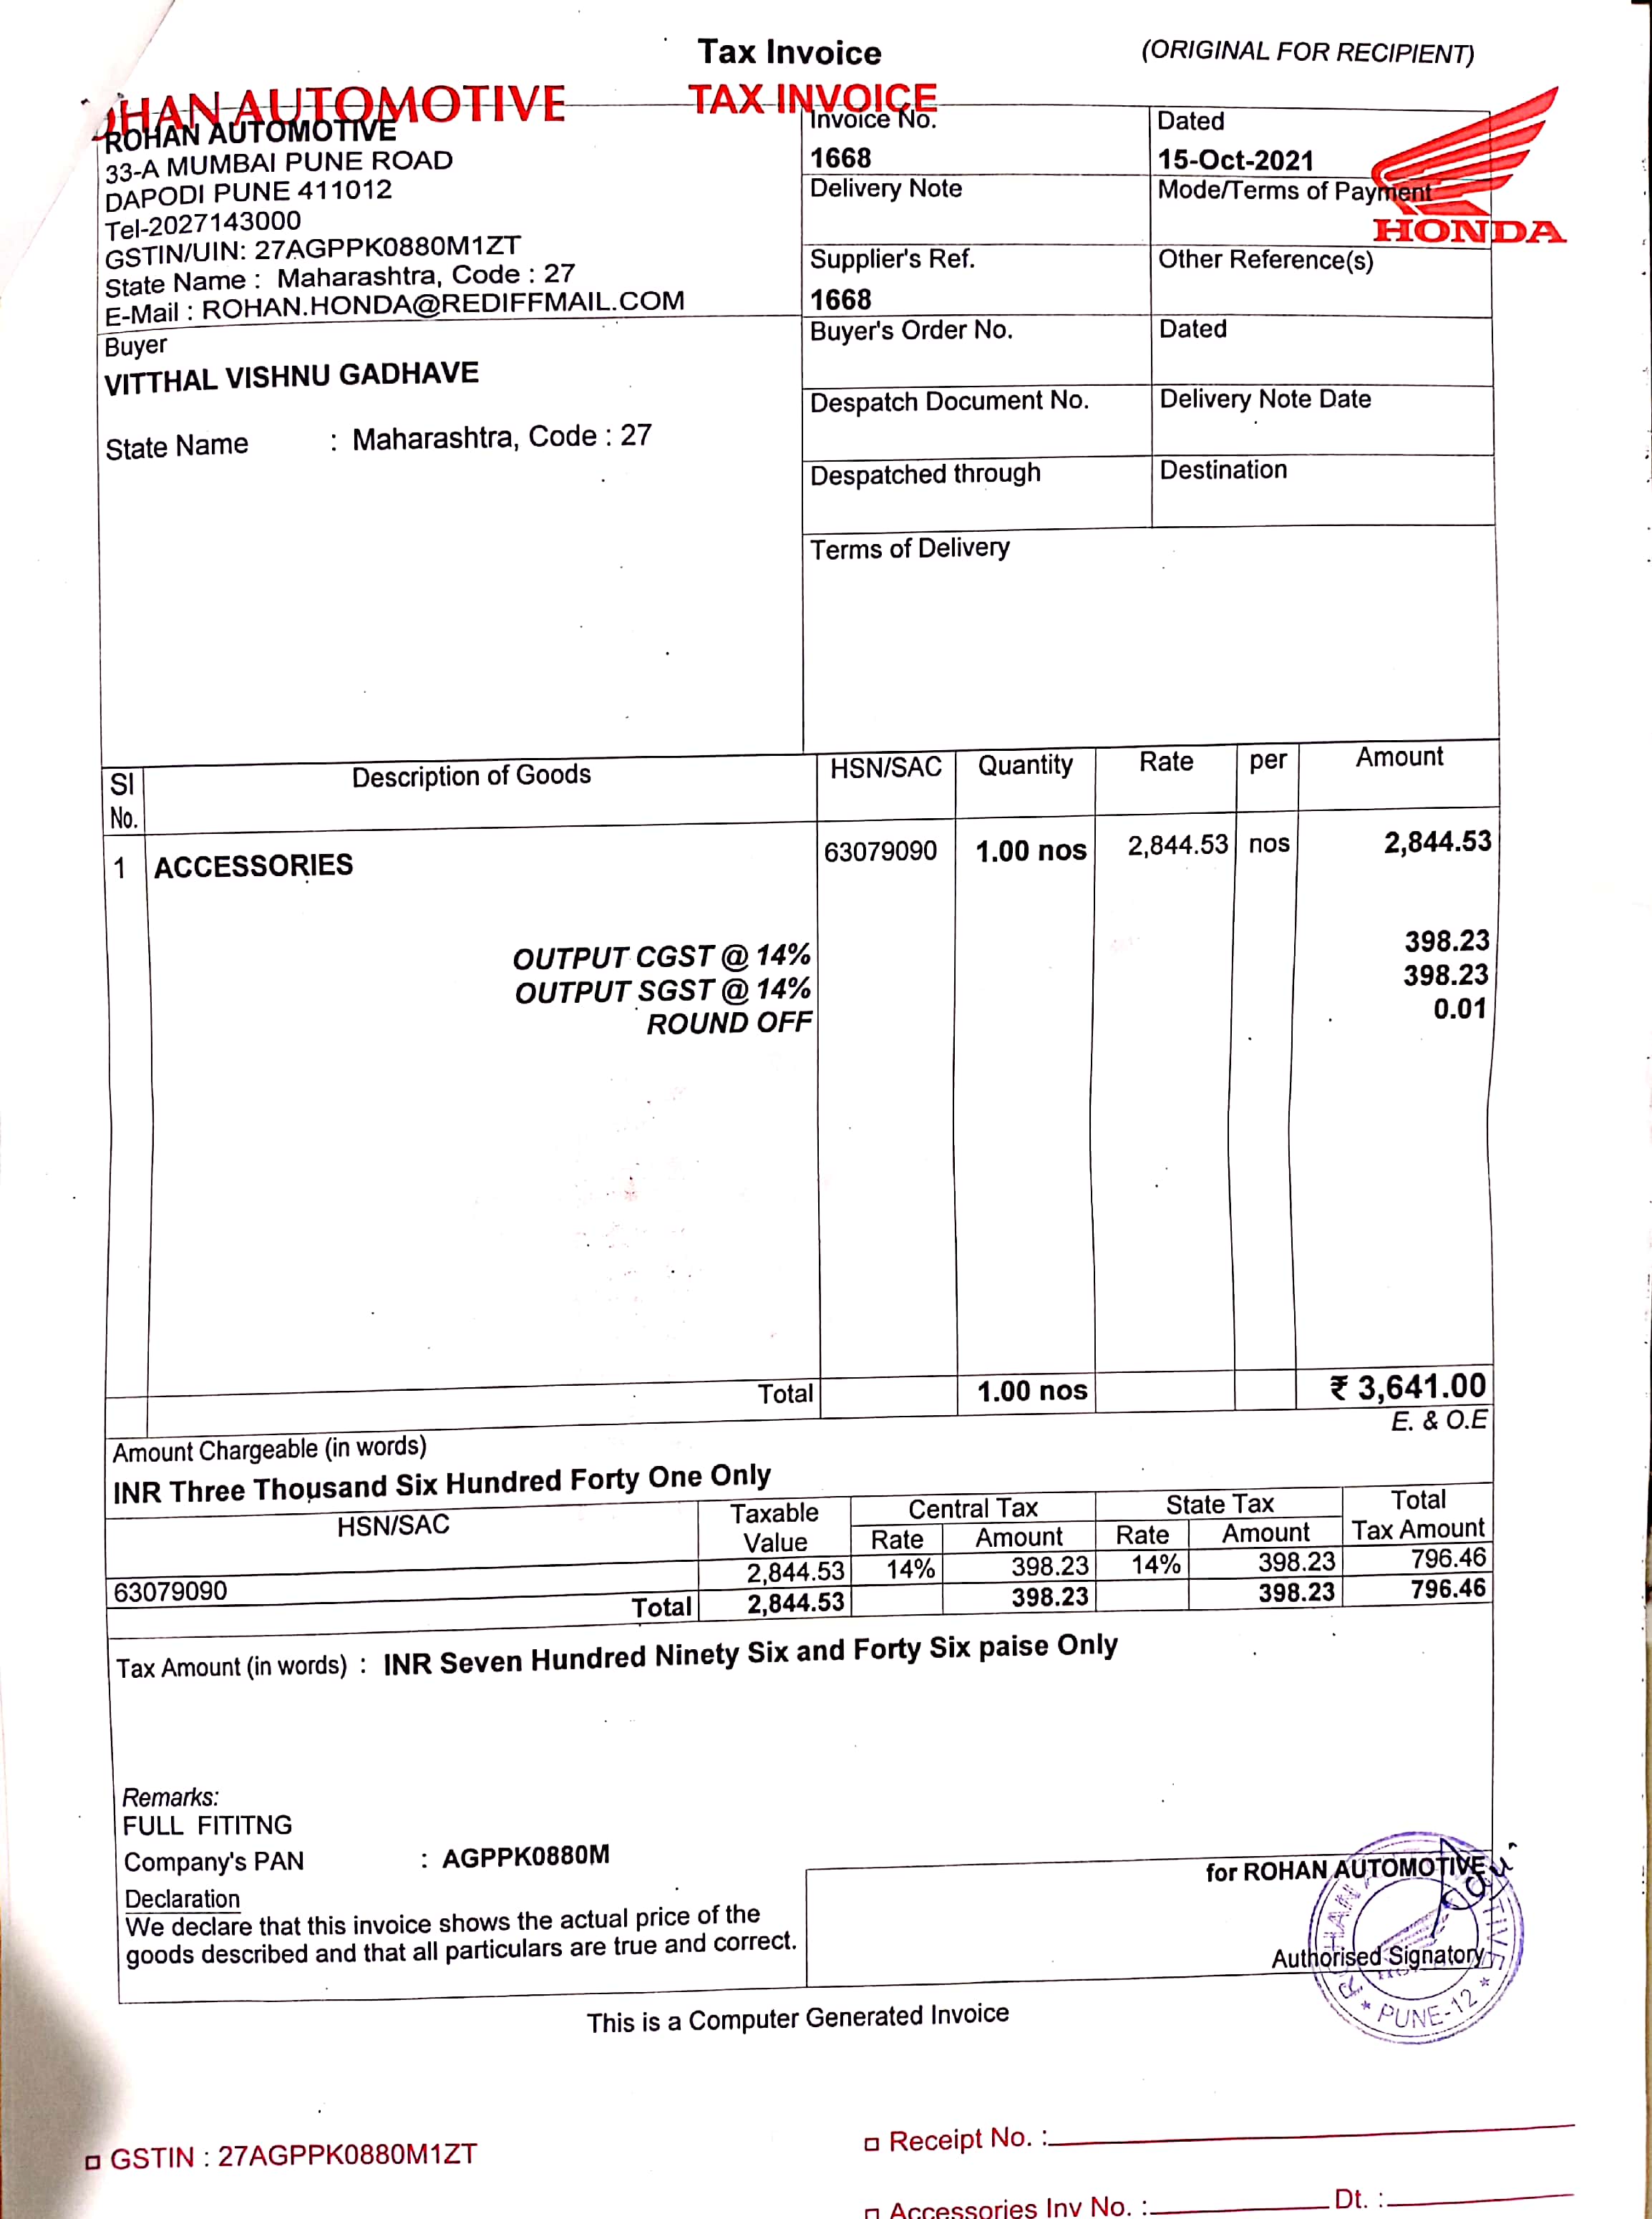 Tax Invoice
(ORIGINAL FOR RECIPIENT)
HAN AUTOMOTIVE
TAX INVOICE
ROHAN AUTOMOTIVE
33-A MUMBAI PUNE ROAD
DAPODI PUNE 411012
Tel-2027143000
GSTIN/UIN: 27AGPPK0880M1ZT
State Name : Maharashtra, Code : 27
E-Mail : ROHAN.HONDA@REDIFFMAIL.COM
Buyer
VITTHAL VISHNU GADHAVE
State Name : Maharashtra, Code : 27
Invoice No.
1668
Dated
15-Oct-2021
HONDA
Delivery Note
Mode/Terms of Payment
Supplier's Ref.
1668
Other Reference(s)
Buyer's Order No.
Dated
Despatch Document No.
Delivery Note Date
Despatched through
Destination
Terms of Delivery
SI No. Description of Goods HSN/SAC Quantity Rate per Amount
1 ACCESSORIES 63079090 1.00 nos 2,844.53 nos 2,844.53
OUTPUT CGST @ 14% 398.23
OUTPUT SGST @ 14% 398.23
ROUND OFF 0.01
Total 1.00 nos ₹ 3,641.00
E. & O.E
Amount Chargeable (in words)
INR Three Thousand Six Hundred Forty One Only
HSN/SAC Taxable Value Central Tax State Tax Total Tax Amount
Rate Amount Rate Amount
63079090 2,844.53 14% 398.23 14% 398.23 796.46
Total 2,844.53 398.23 398.23 796.46
Tax Amount (in words) : INR Seven Hundred Ninety Six and Forty Six paise Only
Remarks:
FULL FITITNG
Company's PAN : AGPPK0880M
Declaration
We declare that this invoice shows the actual price of the
goods described and that all particulars are true and correct.
for ROHAN AUTOMOTIVE
Authorised Signatory
* PUNE-12 *
This is a Computer Generated Invoice
GSTIN : 27AGPPK0880M1ZT
Receipt No. :
Accessories Inv No. : Dt. :